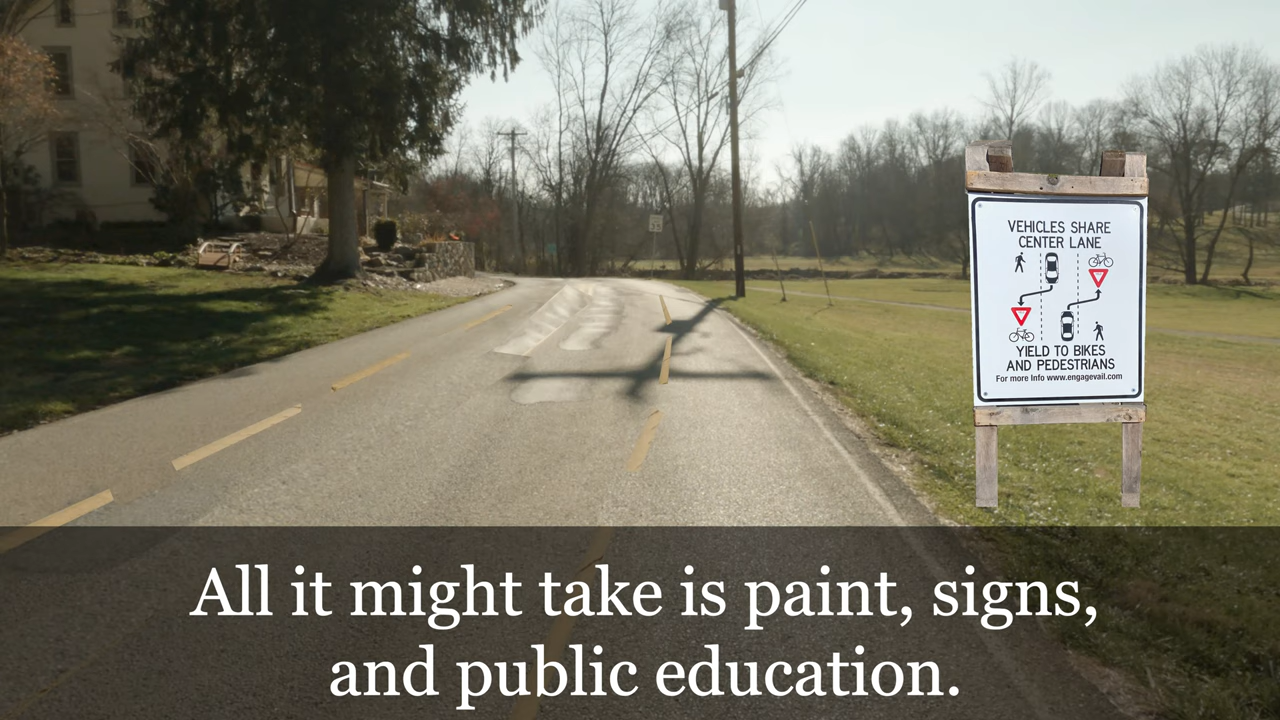 35
VEHICLES SHARE
CENTER LANE
YIELD TO BIKES
AND PEDESTRIANS
For more Info www.engagevail.com
All it might take is paint, signs,
and public education.